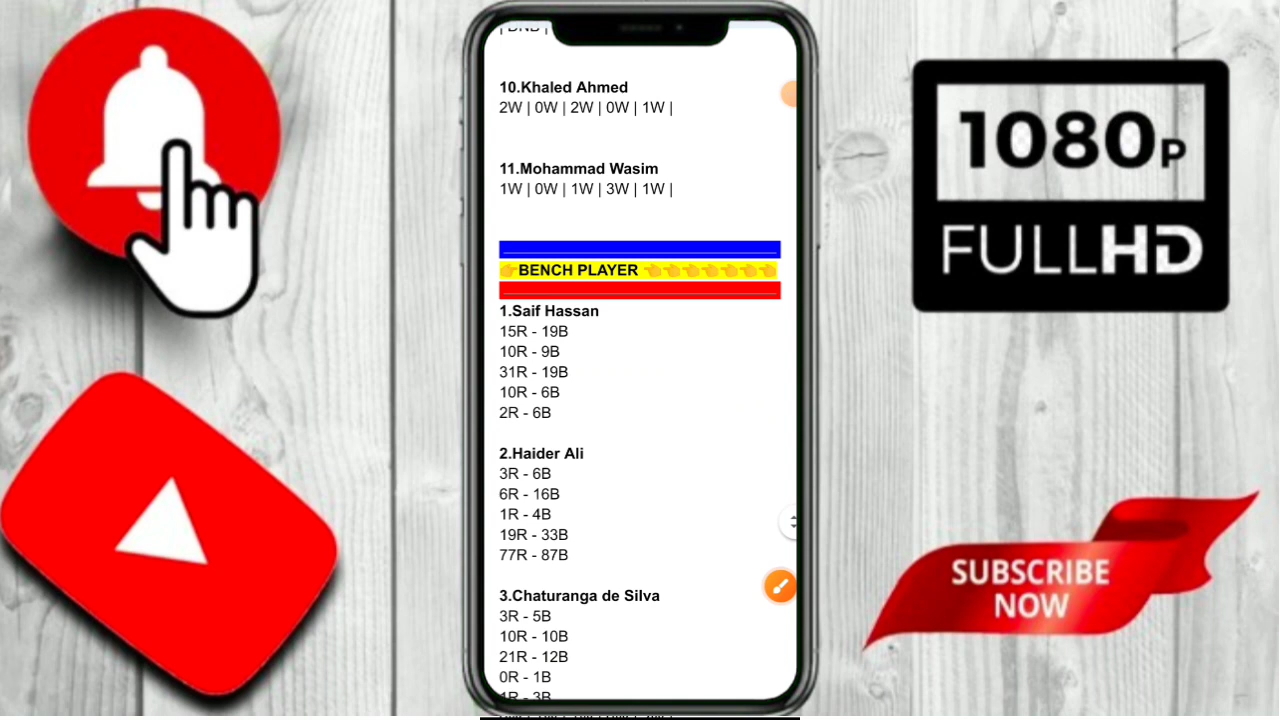 | DNB |
10.Khaled Ahmed
2W | 0W | 2W | 0W | 1W |
11.Mohammad Wasim
1W | 0W | 1W | 3W | 1W |
👉BENCH PLAYER 👈👈👈👈👈👈👈
1.Saif Hassan
15R - 19B
10R - 9B
31R - 19B
10R - 6B
2R - 6B
2.Haider Ali
3R - 6B
6R - 16B
1R - 4B
19R - 33B
77R - 87B
3.Chaturanga de Silva
3R - 5B
10R - 10B
21R - 12B
0R - 1B
1R - 3B
1080P
FULLHD
SUBSCRIBE
NOW